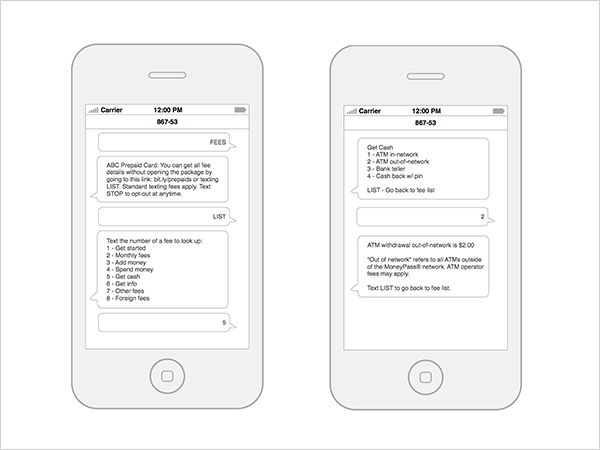 Carrier 12:00 PM
867-53
FEES
ABC Prepaid Card: You can get all fee
details without opening the package by
going to this link: bit.ly/prepaids or texting
LIST. Standard texting fees apply. Text
STOP to opt-out at anytime.
LIST
Text the number of a fee to look up:
1 - Get started
2 - Monthly fees
3 - Add money
4 - Spend money
5 - Get cash
6 - Get info
7 - Other fees
8 - Foreign fees
5
Carrier 12:00 PM
867-53
Get Cash
1 - ATM in-network
2 - ATM out-of-network
3 - Bank teller
4 - Cash back w/ pin
LIST - Go back to fee list
2
ATM withdrawal out-of-network is $2.00
"Out of network" refers to all ATMs outside
of the MoneyPass® network. ATM operator
fees may apply.
Text LIST to go back to fee list.